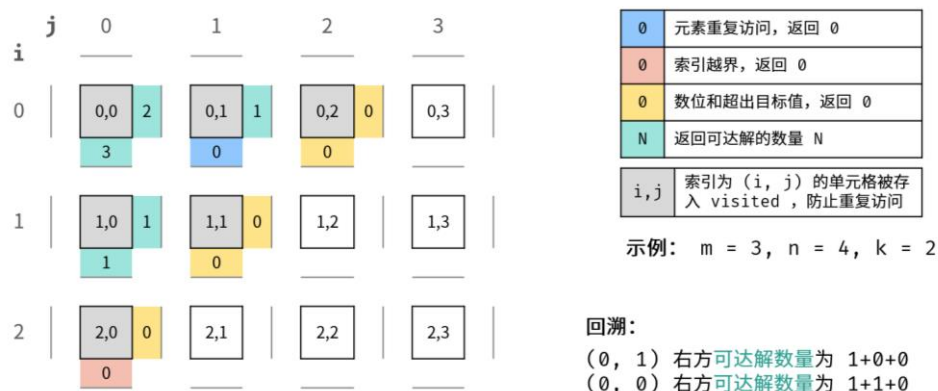 j 0 1 2 3
i
0 0,0 2 0,1 1 0,2 0 0,3
3 0 0
1 1,0 1 1,1 0 1,2 1,3
1 0
2 2,0 0 2,1 2,2 2,3
0
0 元素重复访问，返回 0
0 索引越界，返回 0
0 数位和超出目标值，返回 0
N 返回可达解的数量 N
i,j 索引为 (i, j) 的单元格被存
入 visited ，防止重复访问
示例： m = 3, n = 4, k = 2
回溯：
(0, 1) 右方可达解数量为 1+0+0
(0, 0) 右方可达解数量为 1+1+0